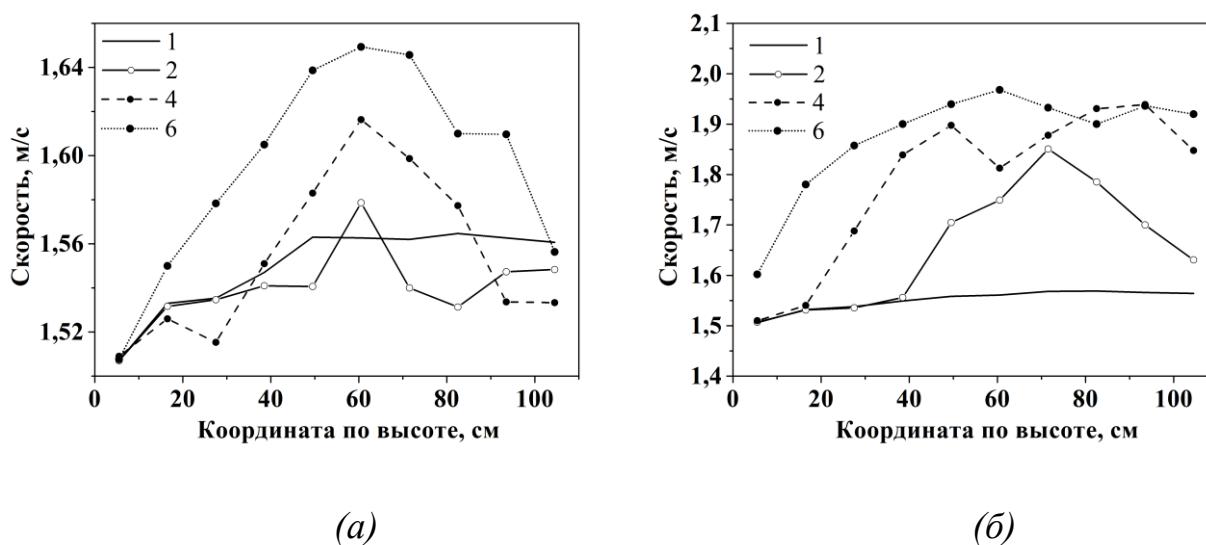 1
2
4
6
1,64
1,60
1,56
1,52
Скорость, м/с
0 20 40 60 80 100
Координата по высоте, см
(а)
2,1
2,0
1,9
1,8
1,7
1,6
1,5
1,4
1
2
4
6
Скорость, м/с
0 20 40 60 80 100
Координата по высоте, см
(б)